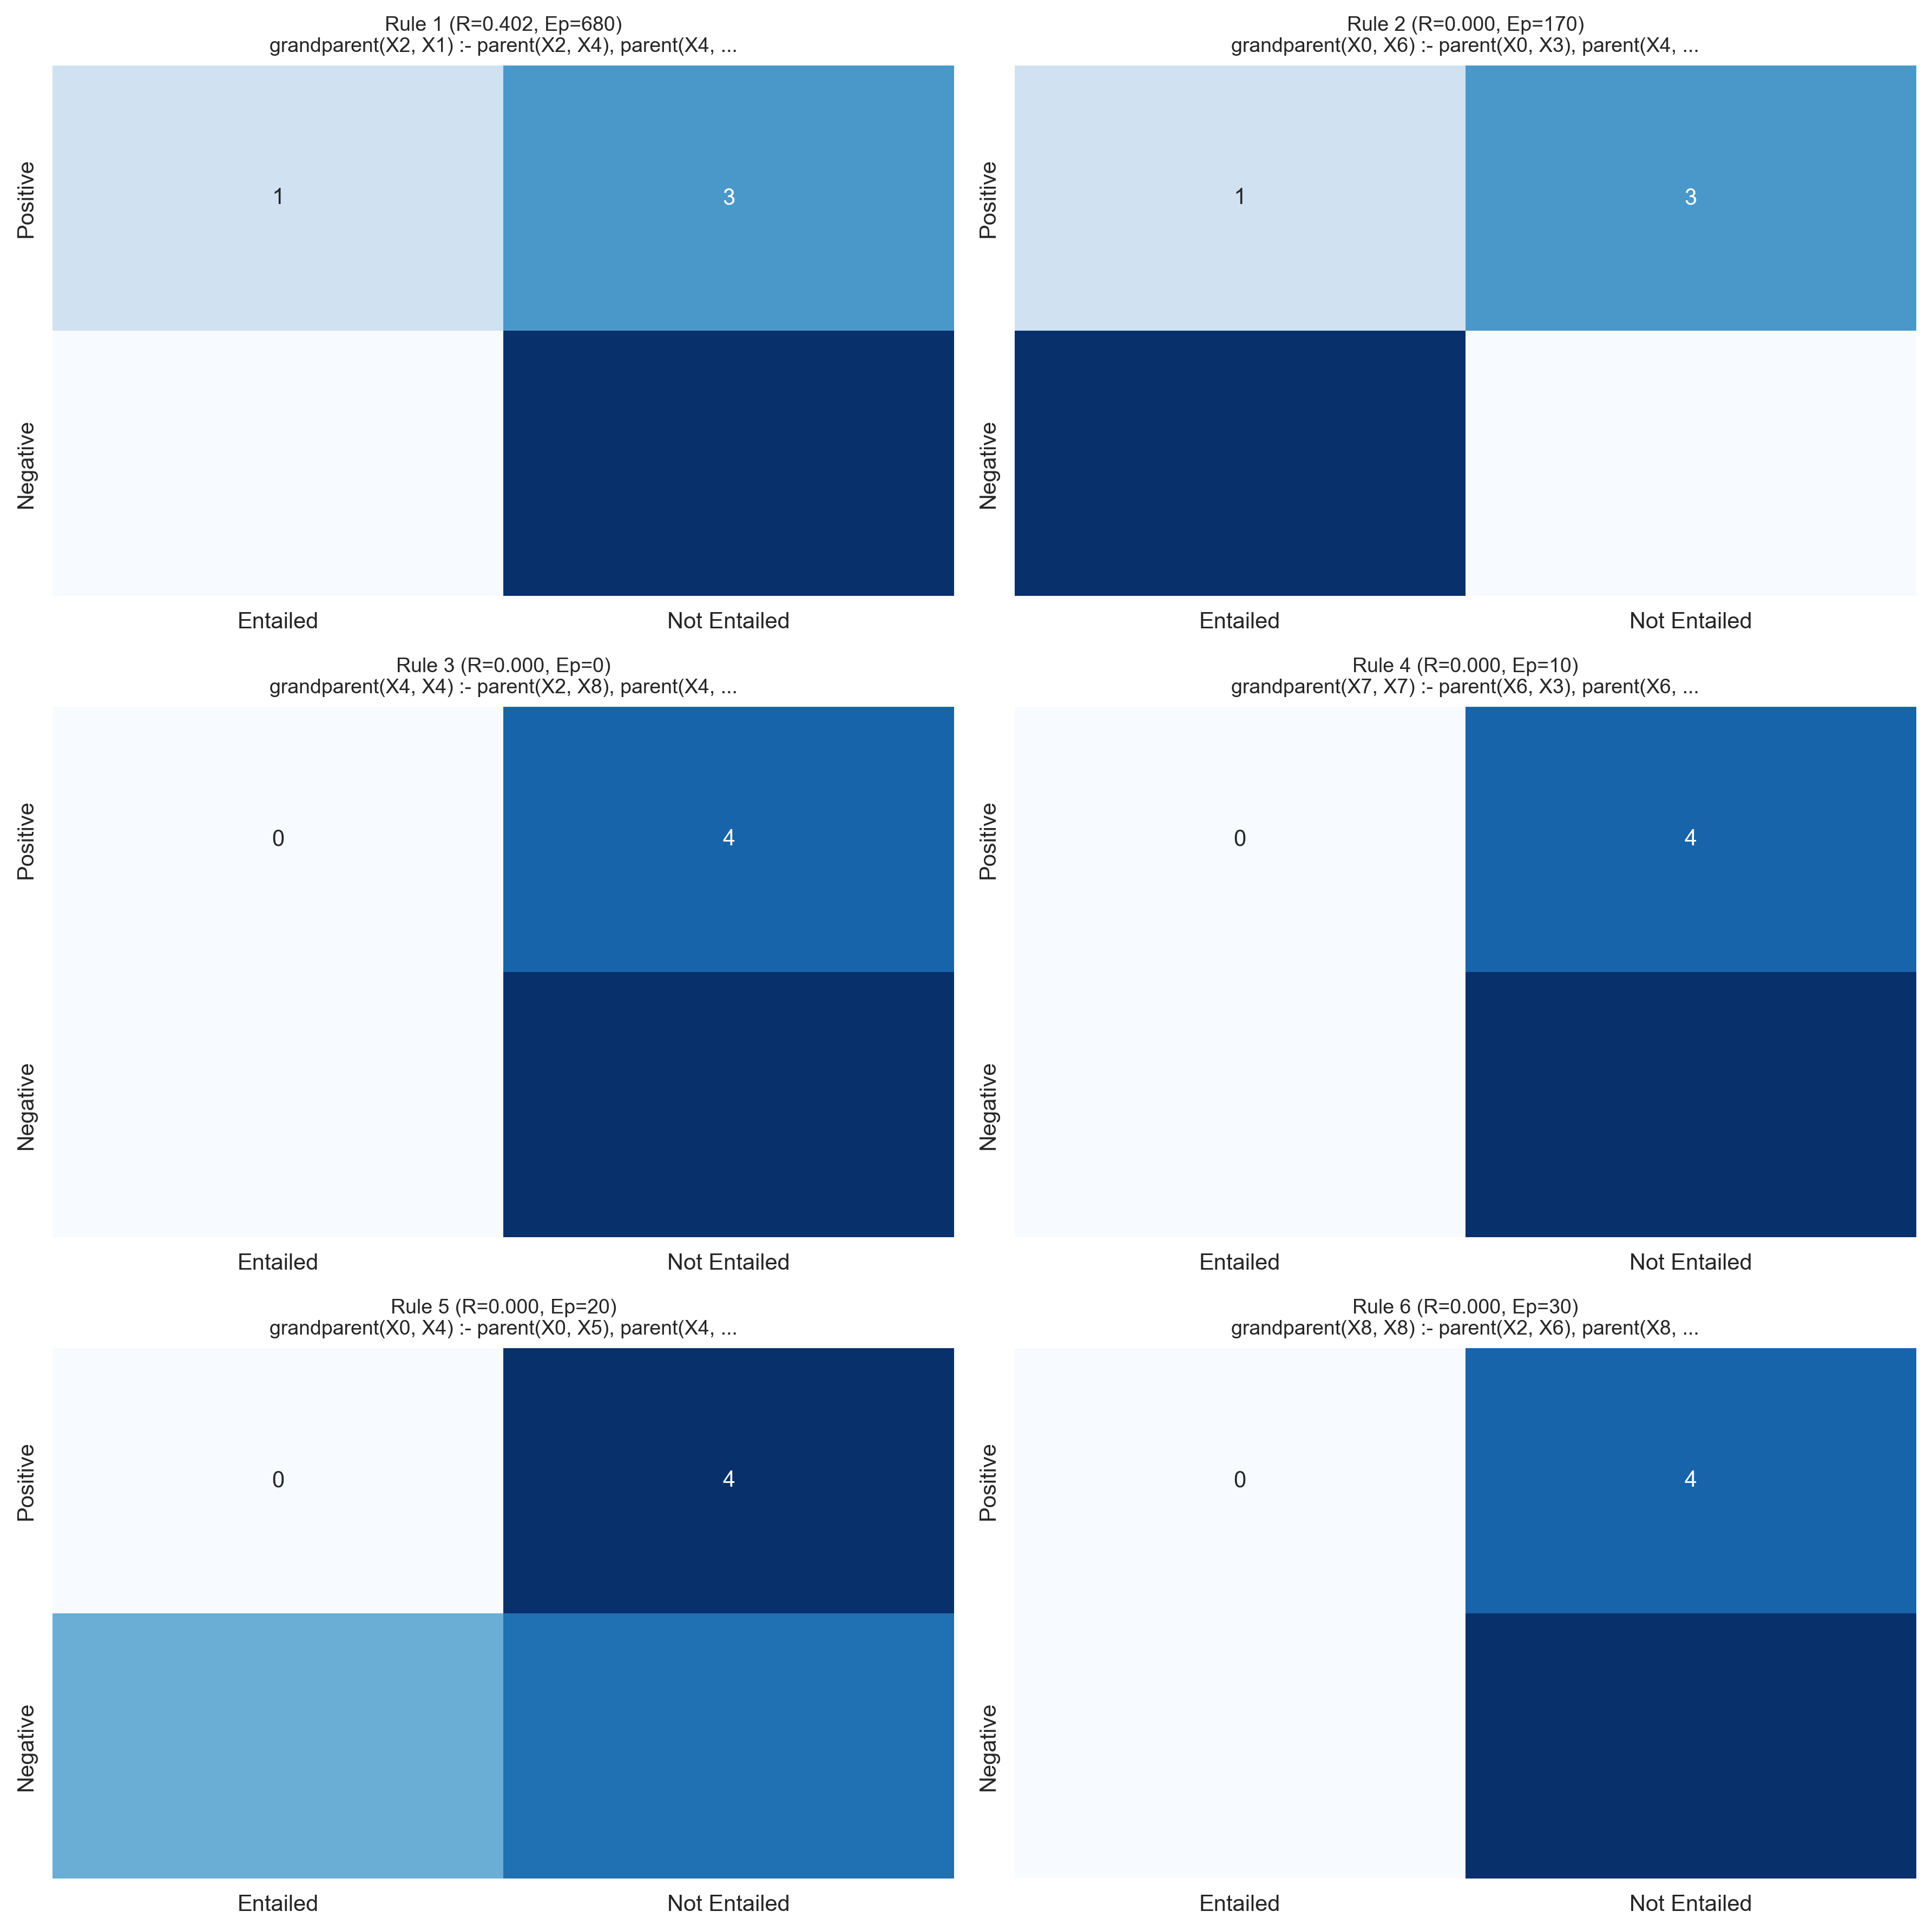 Rule 1 (R=0.402, Ep=680)
grandparent(X2, X1) :- parent(X2, X4), parent(X4, ...
Positive
1
3
Negative
Entailed
Not Entailed
Rule 2 (R=0.000, Ep=170)
grandparent(X0, X6) :- parent(X0, X3), parent(X4, ...
Positive
1
3
Negative
Entailed
Not Entailed
Rule 3 (R=0.000, Ep=0)
grandparent(X4, X4) :- parent(X2, X8), parent(X4, ...
Positive
0
4
Negative
Entailed
Not Entailed
Rule 4 (R=0.000, Ep=10)
grandparent(X7, X7) :- parent(X6, X3), parent(X6, ...
Positive
0
4
Negative
Entailed
Not Entailed
Rule 5 (R=0.000, Ep=20)
grandparent(X0, X4) :- parent(X0, X5), parent(X4, ...
Positive
0
4
Negative
Entailed
Not Entailed
Rule 6 (R=0.000, Ep=30)
grandparent(X8, X8) :- parent(X2, X6), parent(X8, ...
Positive
0
4
Negative
Entailed
Not Entailed